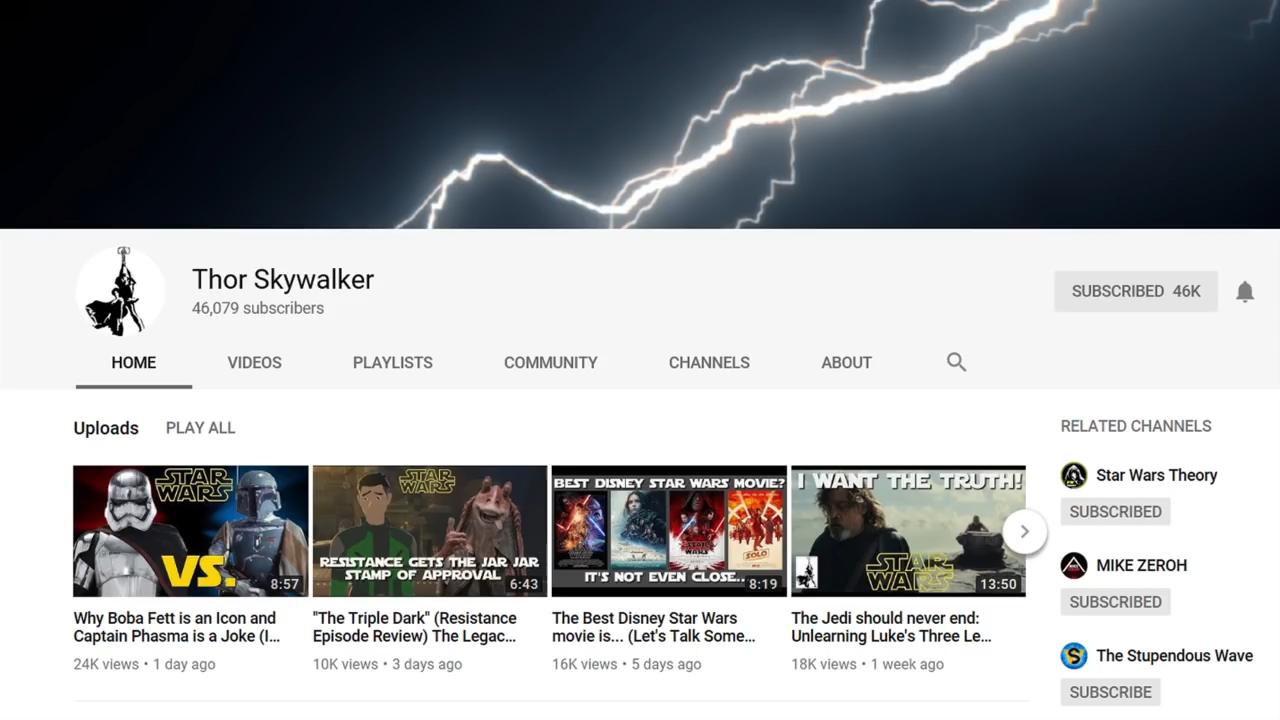 Thor Skywalker
46,079 subscribers
SUBSCRIBED 46K
HOME VIDEOS PLAYLISTS COMMUNITY CHANNELS ABOUT
Uploads PLAY ALL
STAR WARS
VS.
8:57
Why Boba Fett is an Icon and
Captain Phasma is a Joke (I...
24K views • 1 day ago
STAR WARS
RESISTANCE GETS THE JAR JAR
STAMP OF APPROVAL
6:43
"The Triple Dark" (Resistance
Episode Review) The Legac...
10K views • 3 days ago
BEST DISNEY STAR WARS MOVIE?
STAR WARS
SOLO
IT'S NOT EVEN CLOSE..
8:19
The Best Disney Star Wars
movie is... (Let's Talk Some...
16K views • 5 days ago
I WANT THE TRUTH!
STAR WARS
13:50
The Jedi should never end:
Unlearning Luke's Three Le...
18K views • 1 week ago
RELATED CHANNELS
Star Wars Theory
SUBSCRIBED
MIKE ZEROH
SUBSCRIBED
The Stupendous Wave
SUBSCRIBE